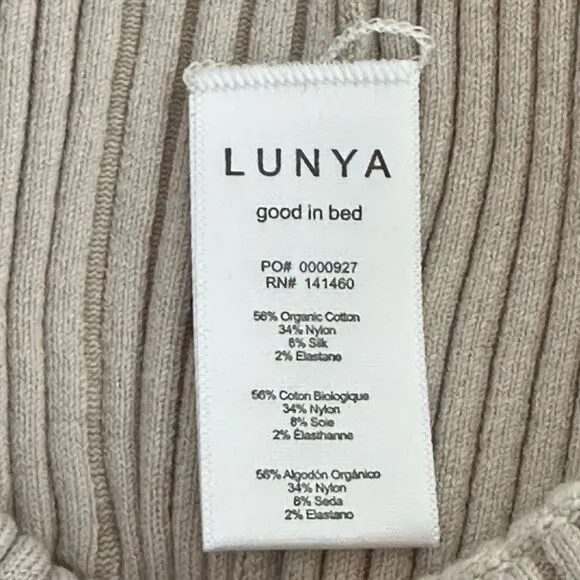 LUNYA
good in bed
PO# 0000927
RN# 141460
56% Organic Cotton
34% Nylon
8% Silk
2% Elastane
56% Coton Biologique
34% Nylon
8% Soie
2% Élasthanne
56% Algodón Orgánico
34% Nylon
8% Seda
2% Elastano